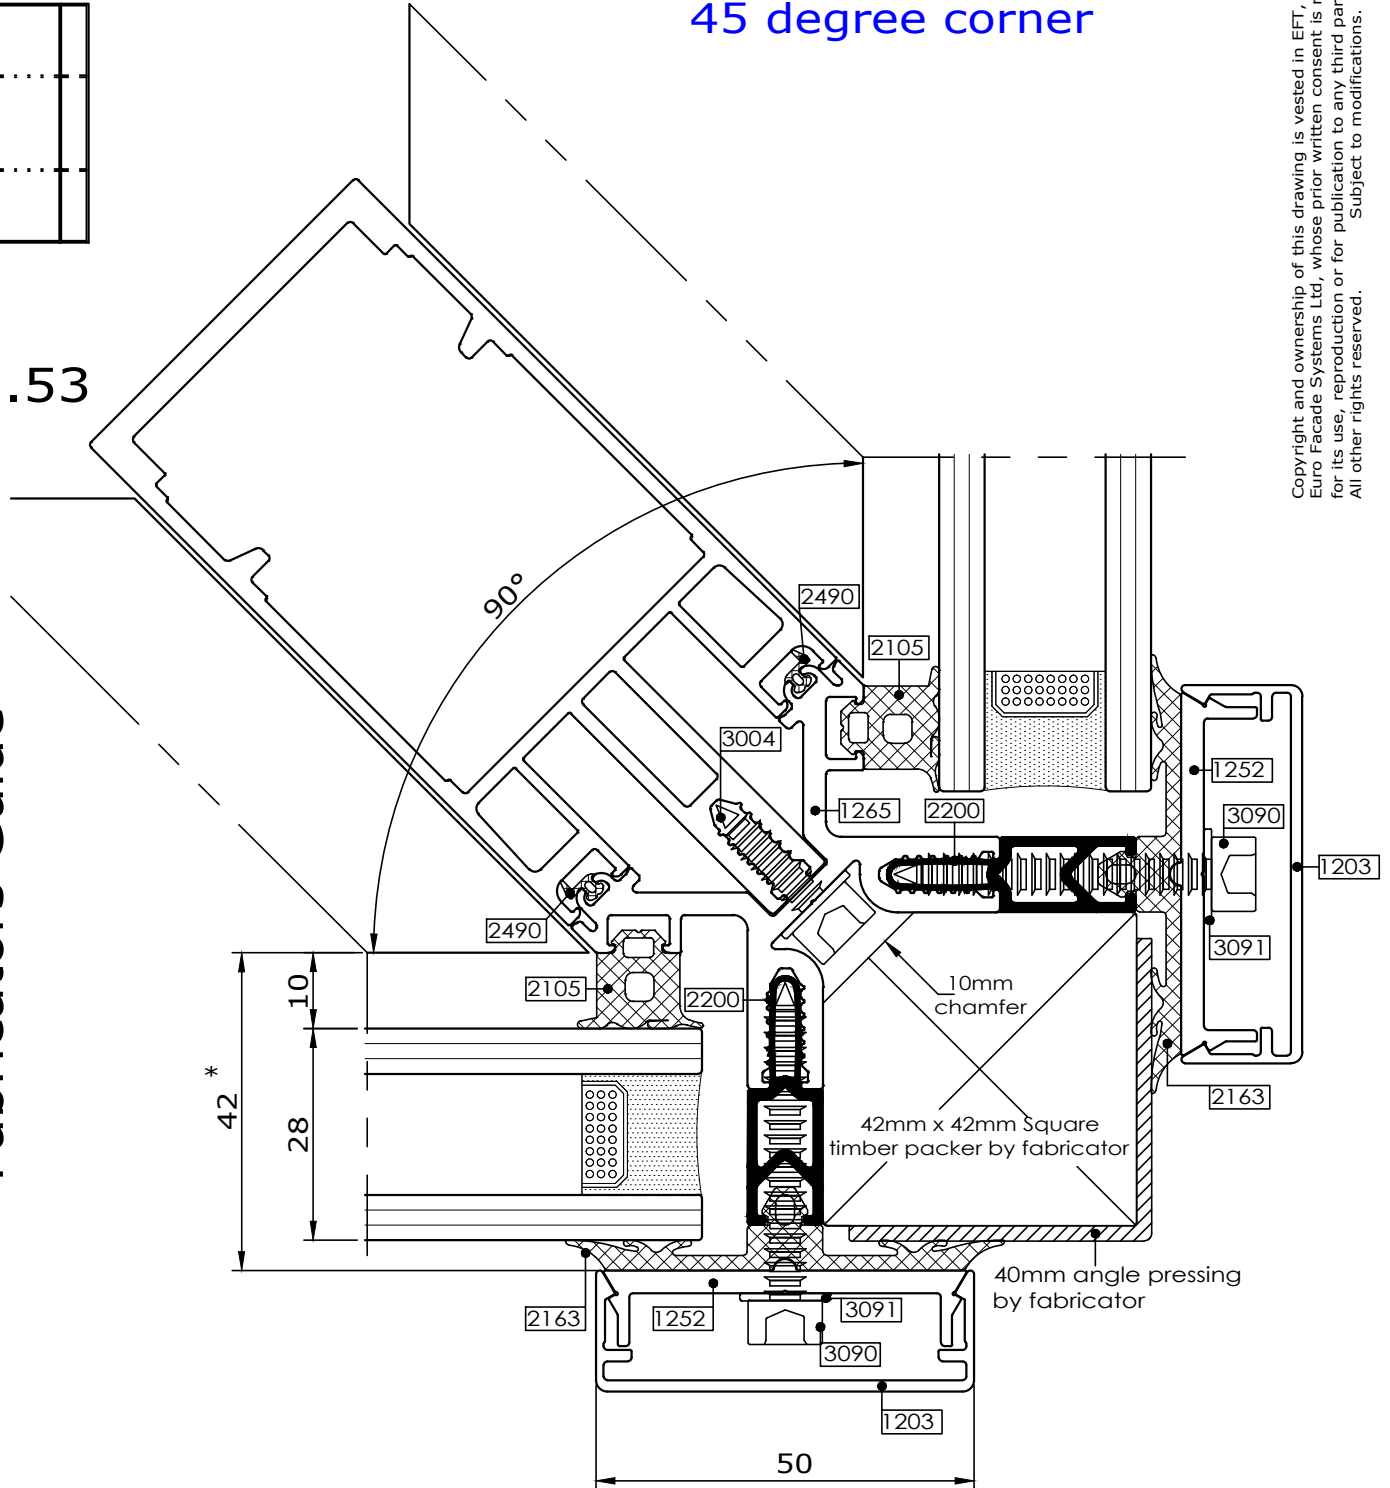 45 degree corner
Copyright and ownership of this drawing is vested in EFT,
Euro Facade Systems Ltd, whose prior written consent is
for its use, reproduction or for publication to any third
All other rights reserved. Subject to modifications.
.53
90°
2490
2105
3004
1265
2200
1252
3090
1203
3091
2490
2105
2200
10mm
chamfer
10
42 *
28
42mm x 42mm Square
timber packer by fabricator
2163
40mm angle pressing
by fabricator
2163
1252
3091
3090
1203
50